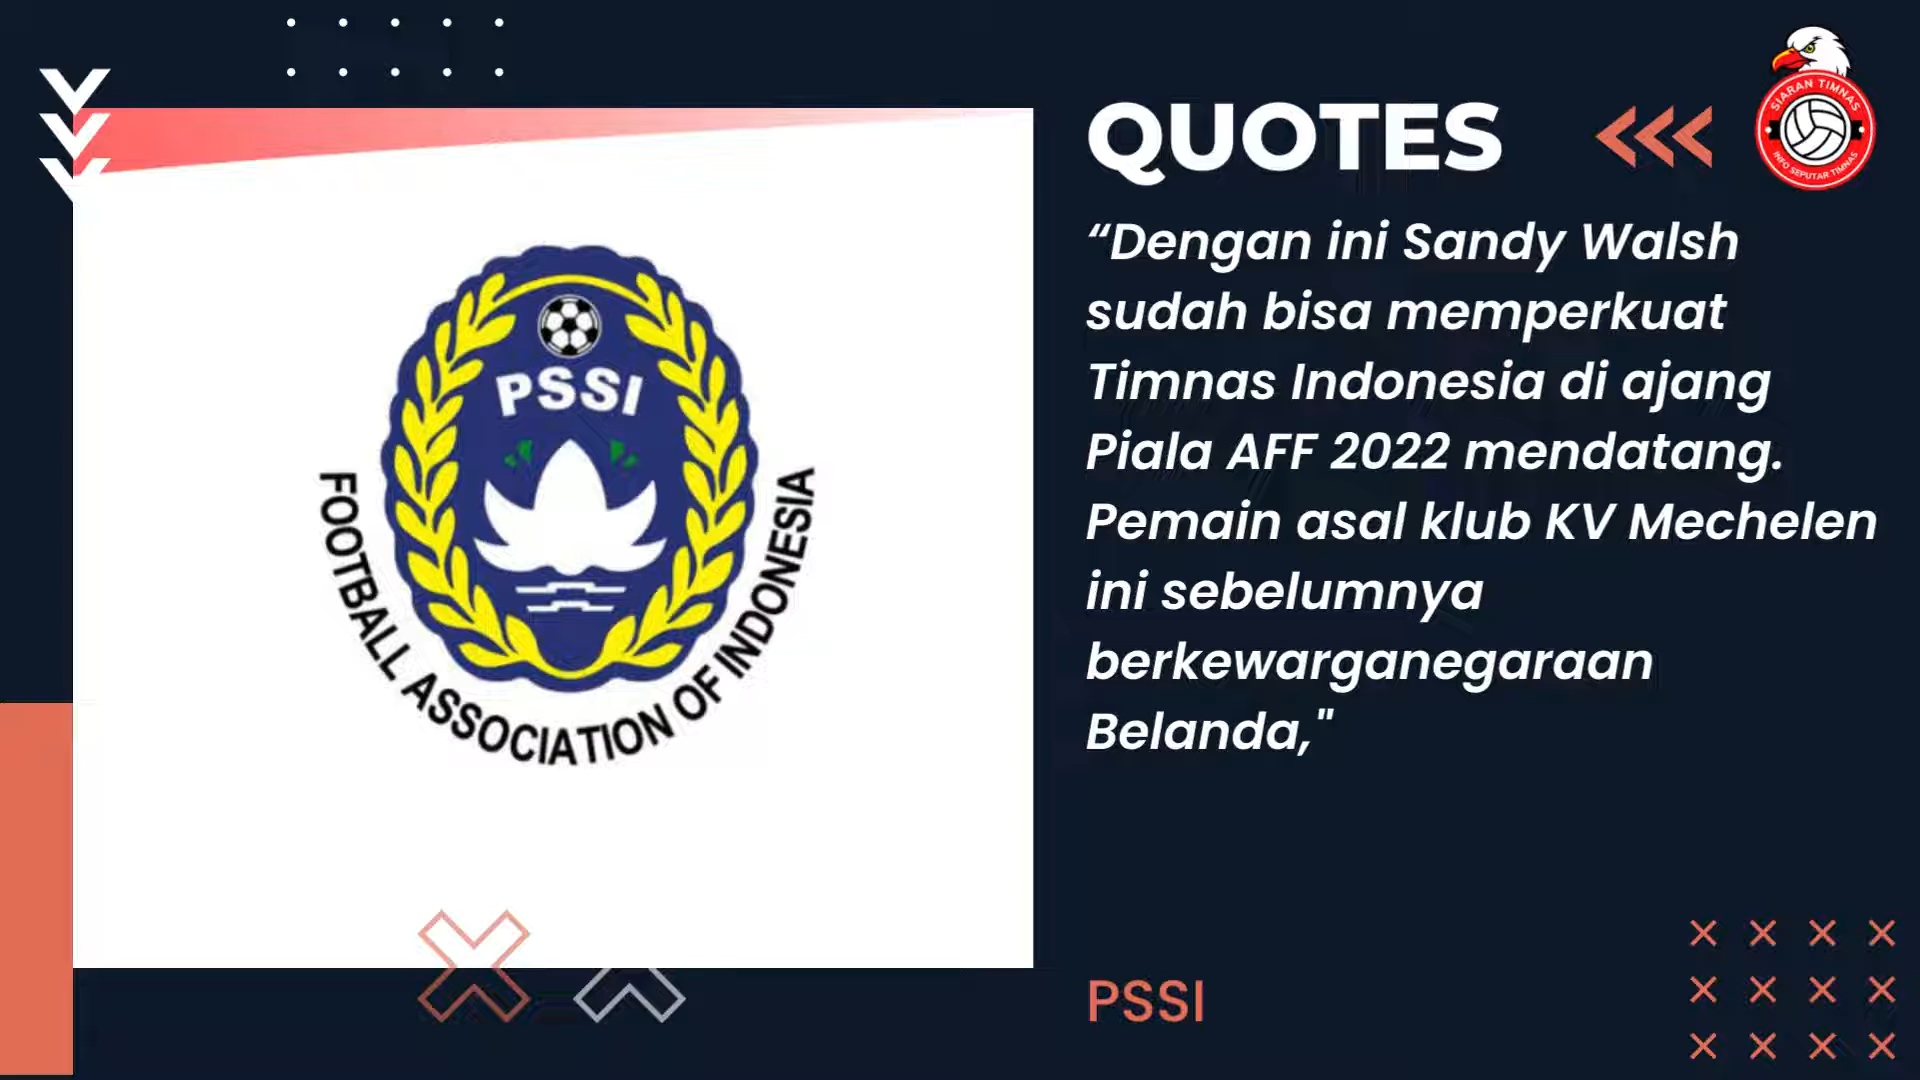 QUOTES
SIARAN TIMNAS
INFO SEPUTAR TIMNAS
“Dengan ini Sandy Walsh
sudah bisa memperkuat
Timnas Indonesia di ajang
Piala AFF 2022 mendatang.
Pemain asal klub KV Mechelen
ini sebelumnya
berkewarganegaraan
Belanda,"
PSSI
FOOTBALL ASSOCIATION OF INDONESIA
PSSI